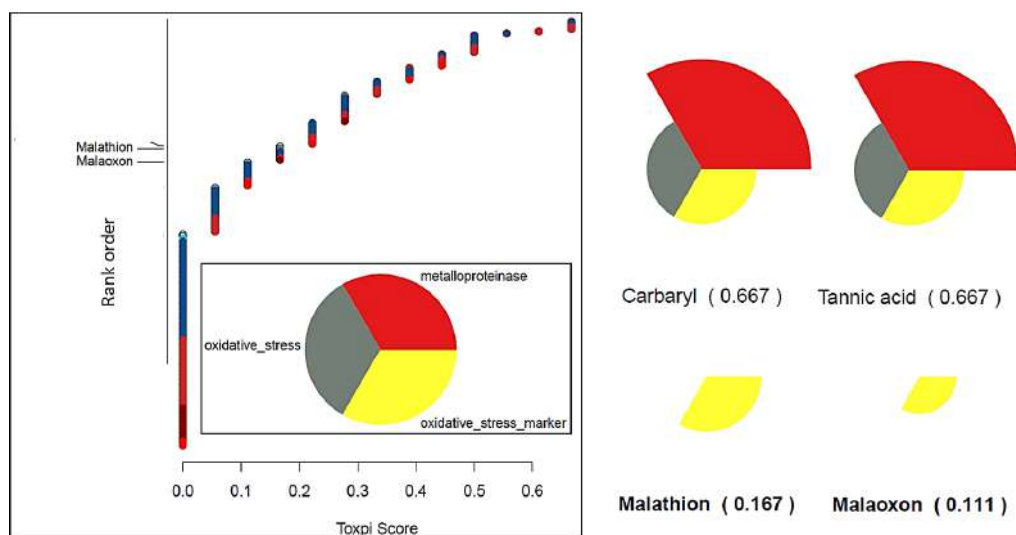 Malathion
Malaoxon
Rank order
metalloproteinase
oxidative_stress
oxidative_stress_marker
0.0 0.1 0.2 0.3 0.4 0.5 0.6
Toxpi Score
Carbaryl ( 0.667 ) Tannic acid ( 0.667 )
Malathion ( 0.167 ) Malaoxon ( 0.111 )